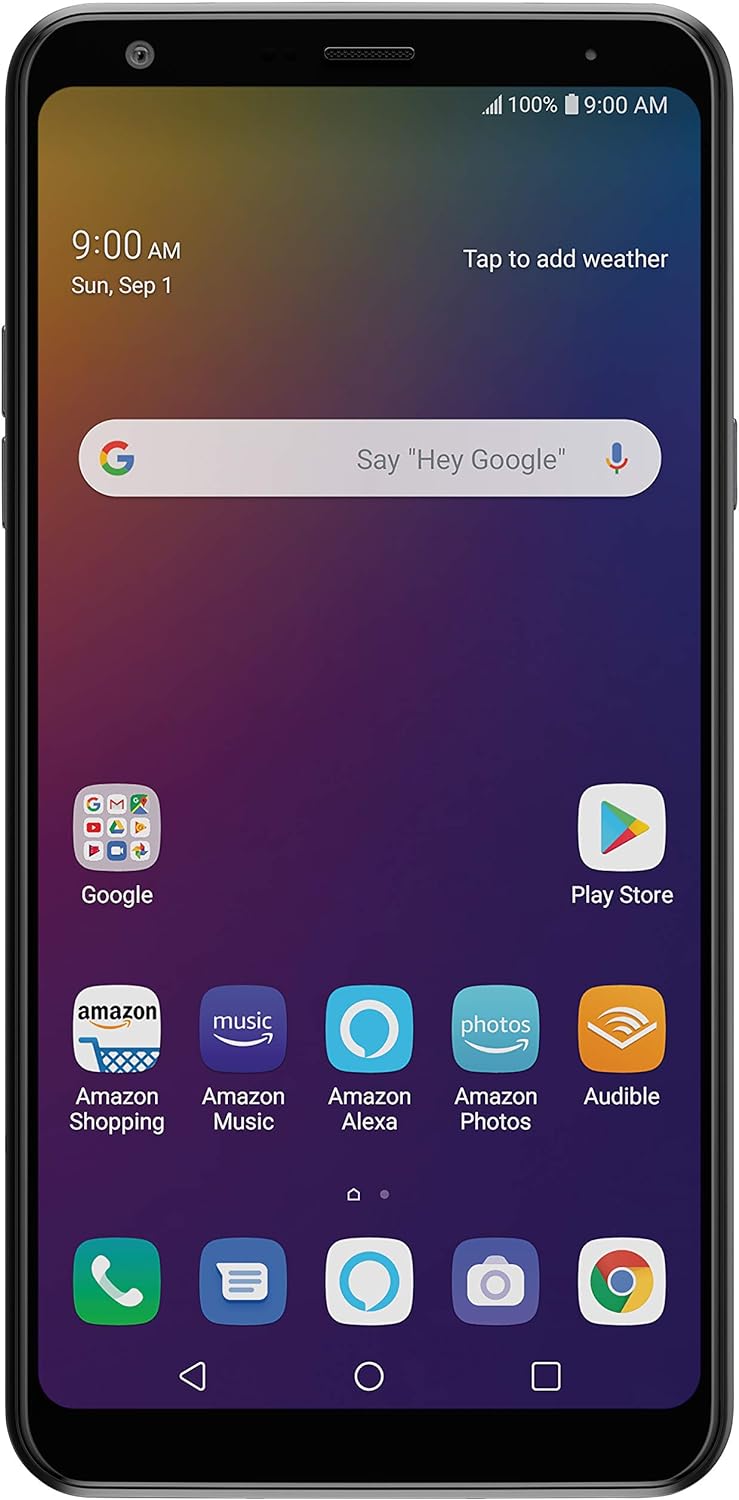 100% 9:00 AM
9:00 AM
Tap to add weather
Sun, Sep 1
Say "Hey Google"
Google
Play Store
amazon
music
photos
Amazon
Shopping
Amazon
Music
Amazon
Alexa
Amazon
Photos
Audible